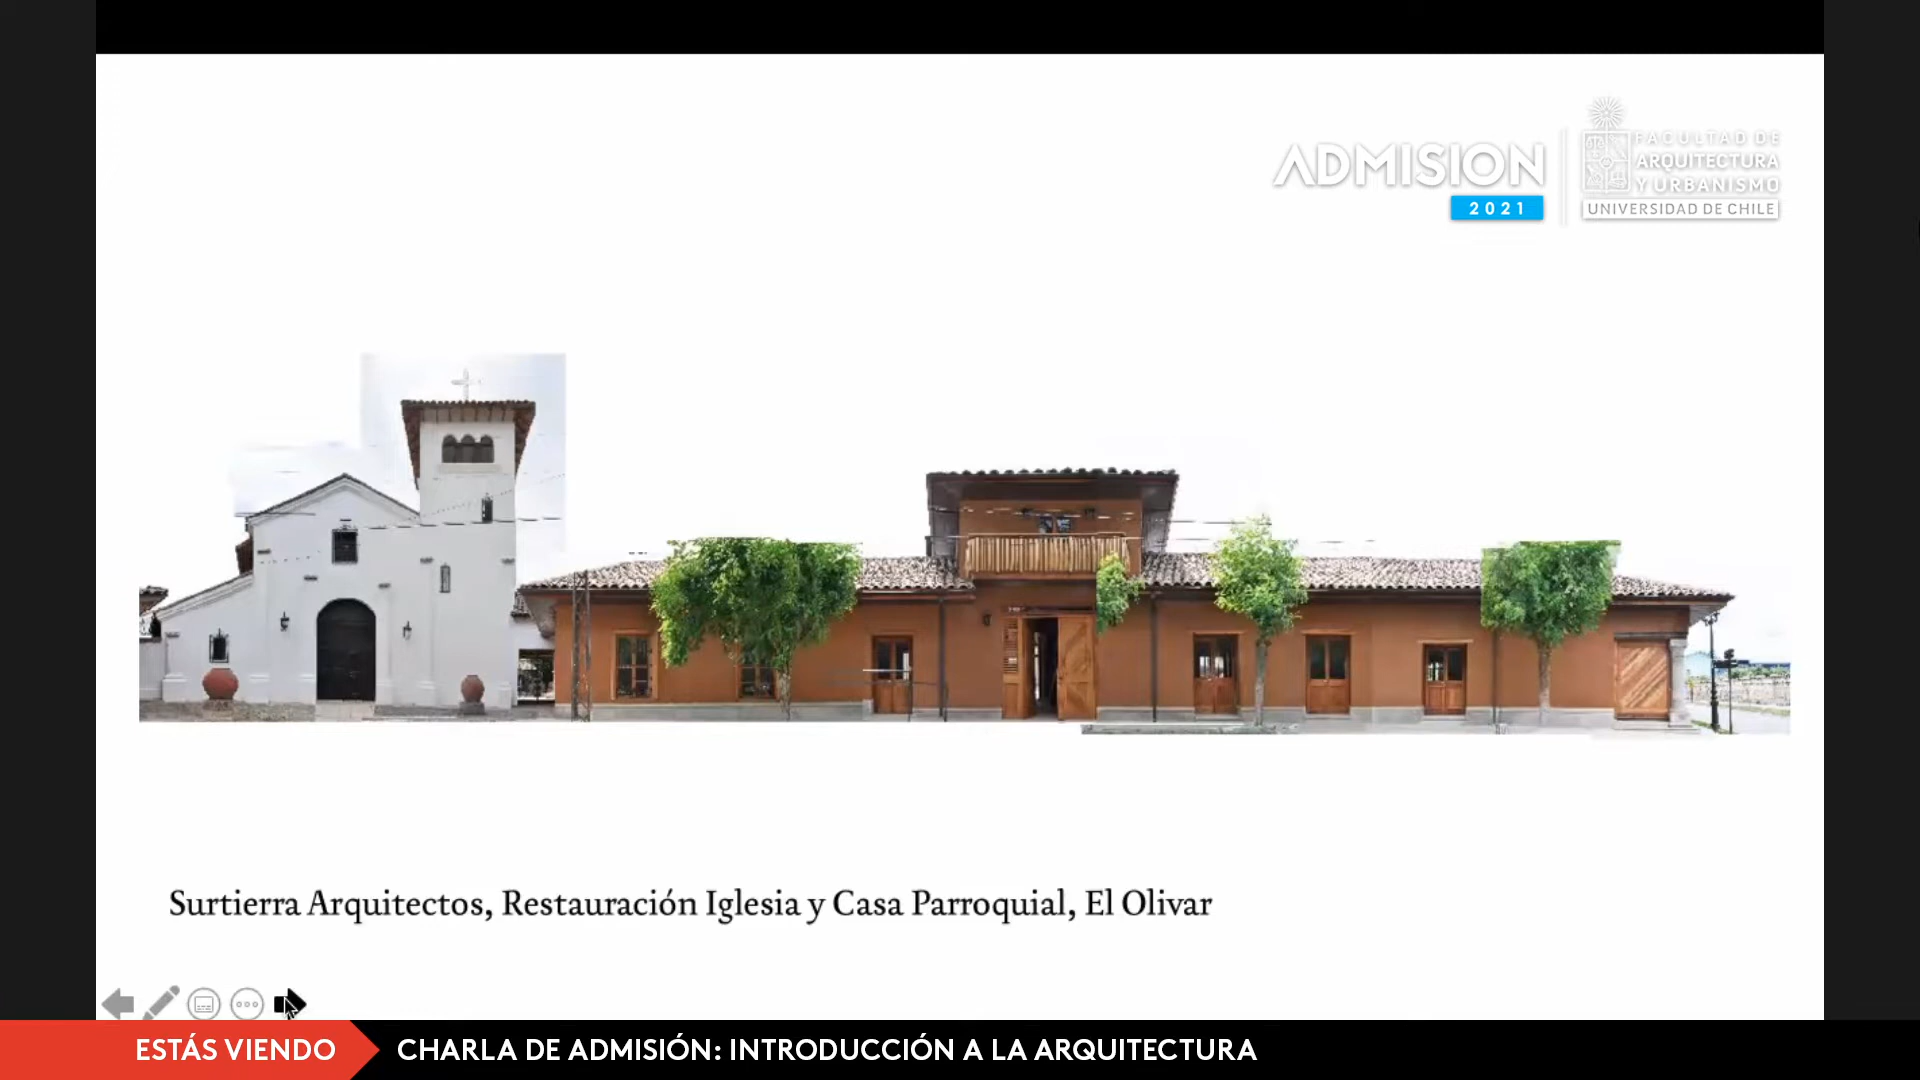 ADMISION
2021
FACULTAD DE
ARQUITECTURA
Y URBANISMO
UNIVERSIDAD DE CHILE
Surtierra Arquitectos, Restauración Iglesia y Casa Parroquial, El Olivar
ESTÁS VIENDO
CHARLA DE ADMISIÓN: INTRODUCCIÓN A LA ARQUITECTURA